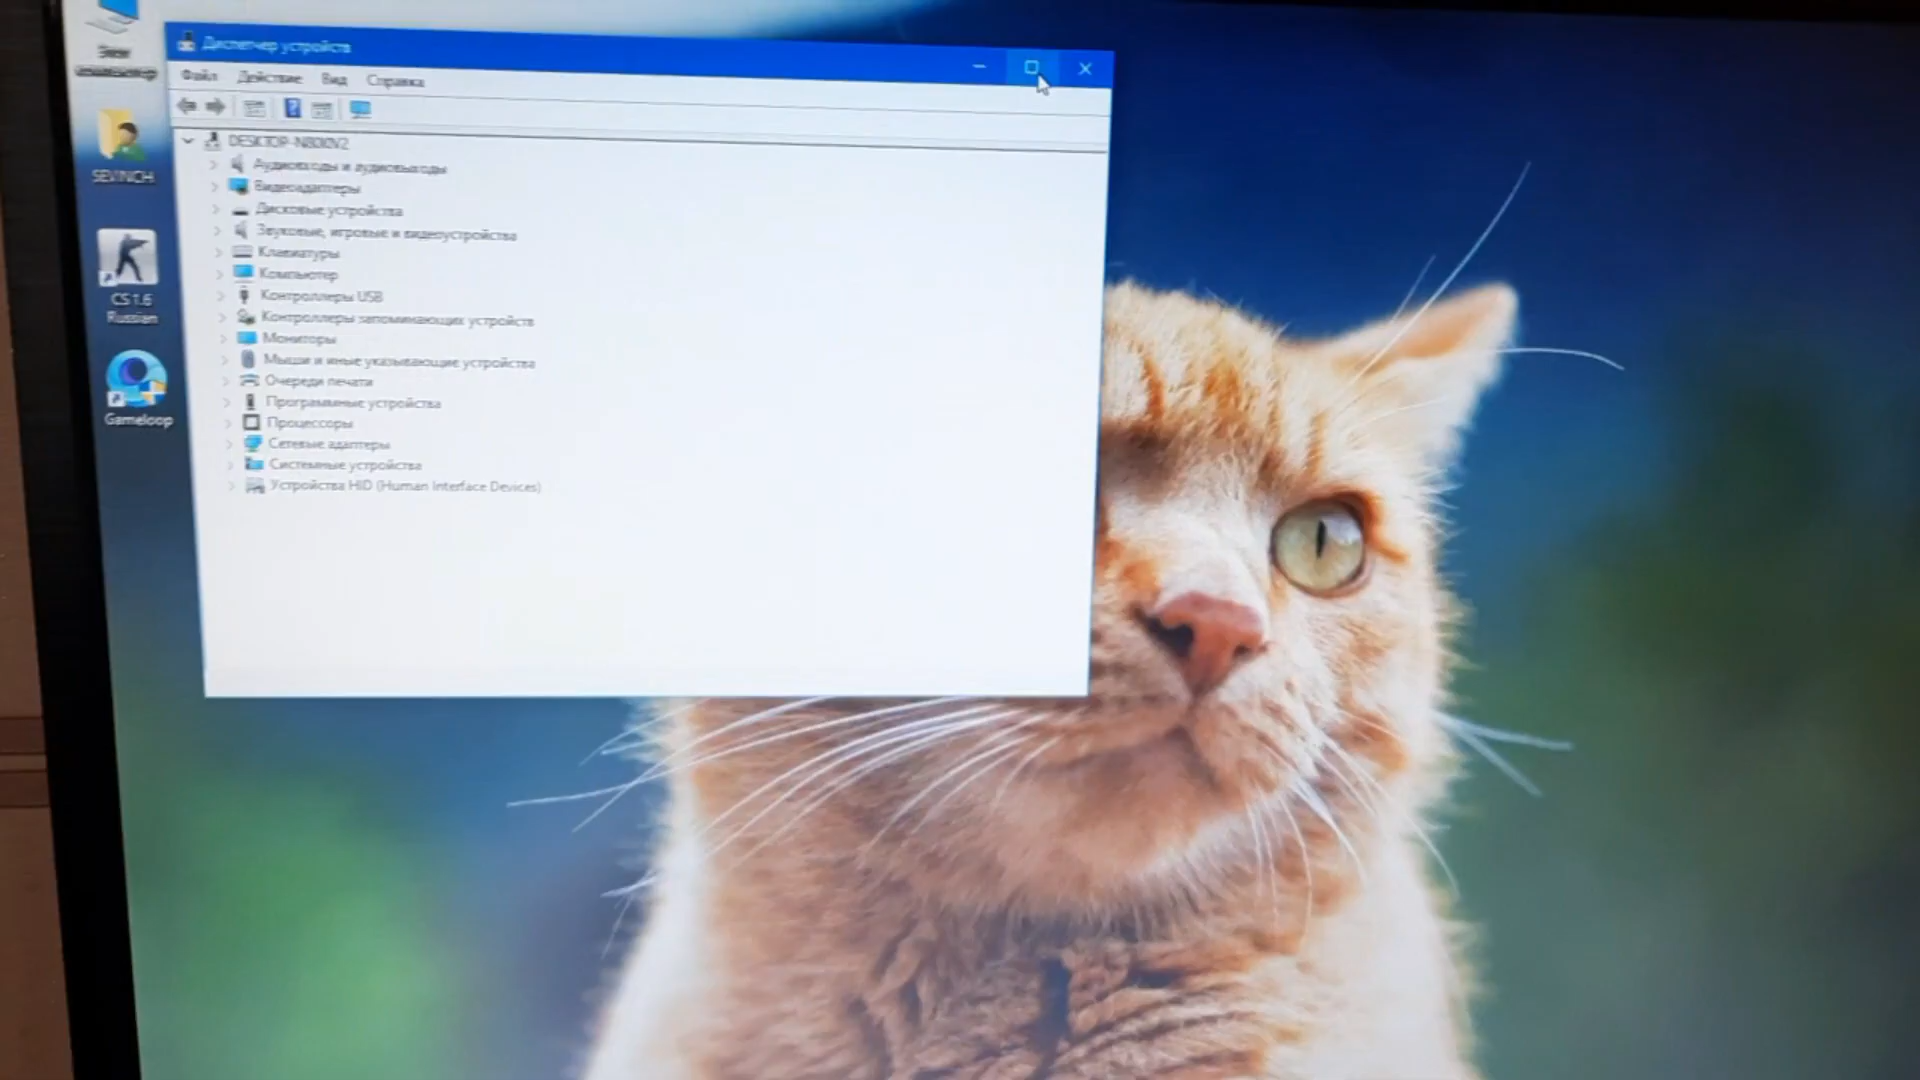 Диспетчер устройств
Файл Действие Вид Справка
Аудиовходы и аудиовыходы
Видеоадаптеры
Дисковые устройства
Звуковые, игровые и видеоустройства
Клавиатуры
Компьютер
Контроллеры USB
Контроллеры запоминающих устройств
Мониторы
Мыши и иные указывающие устройства
Очереди печати
Программные устройства
Процессоры
Сетевые адаптеры
Системные устройства
Устройства HID (Human Interface Devices)
SEVINCH
CS 1.6
Russian
Gameloop